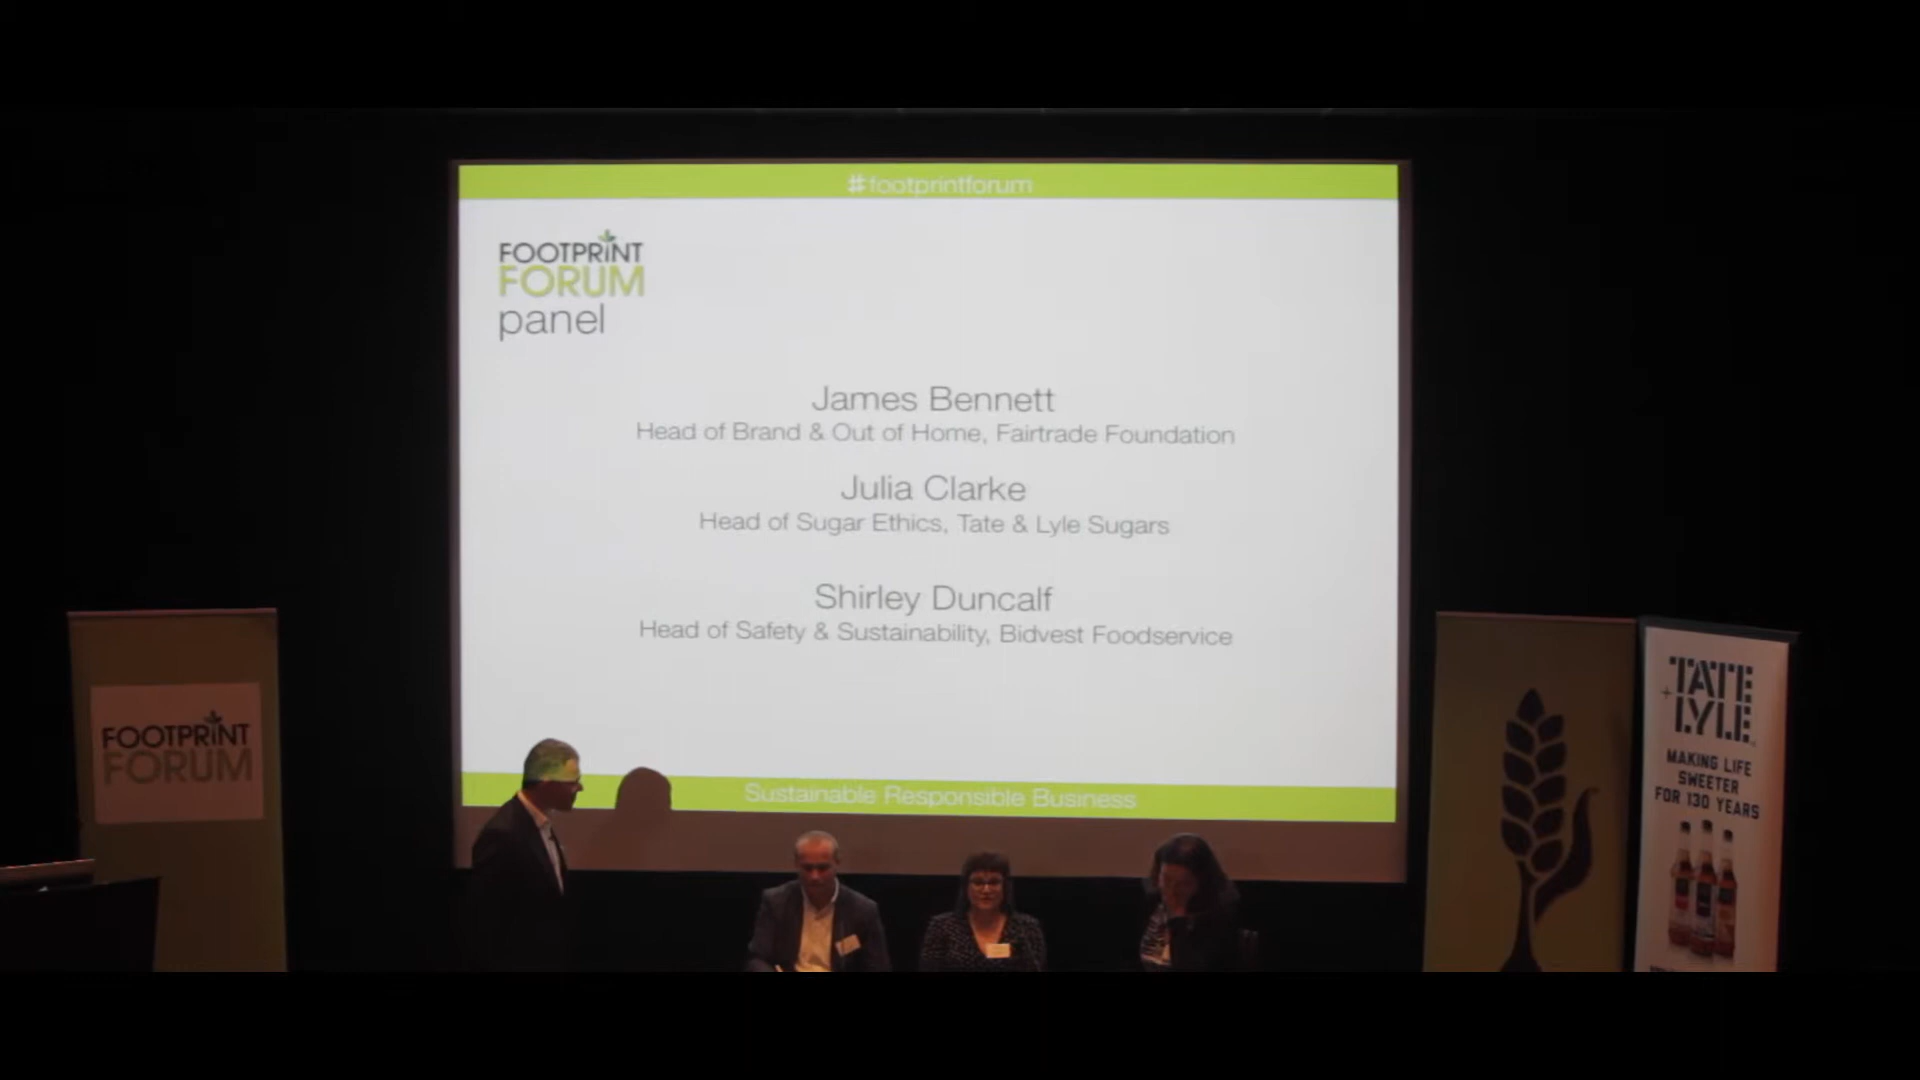 #footprintforum
FOOTPRINT
FORUM
panel
James Bennett
Head of Brand & Out of Home, Fairtrade Foundation
Julia Clarke
Head of Sugar Ethics, Tate & Lyle Sugars
Shirley Duncalf
Head of Safety & Sustainability, Bidvest Foodservice
Sustainable Responsible Business
FOOTPRINT
FORUM
TATE
+LYLE
MAKING LIFE
SWEETER
FOR 130 YEARS